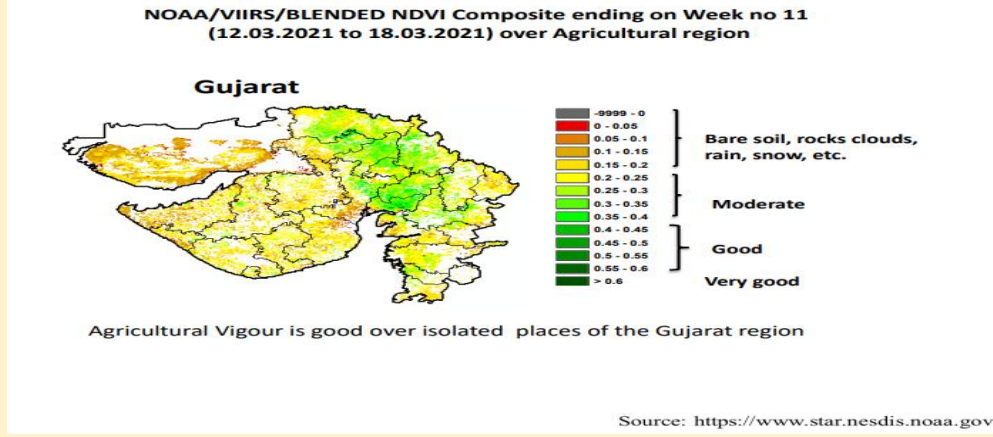 NOAA/VIIRS/BLENDED NDVI Composite ending on Week no 11
(12.03.2021 to 18.03.2021) over Agricultural region
Gujarat
-9999 - 0
0 - 0.05
0.05 - 0.1
0.1 - 0.15
0.15 - 0.2
0.2 - 0.25
0.25 - 0.3
0.3 - 0.35
0.35 - 0.4
0.4 - 0.45
0.45 - 0.5
0.5 - 0.55
0.55 - 0.6
> 0.6
Bare soil, rocks clouds,
rain, snow, etc.
Moderate
Good
Very good
Agricultural Vigour is good over isolated places of the Gujarat region
Source: https://www.star.nesdis.noaa.gov